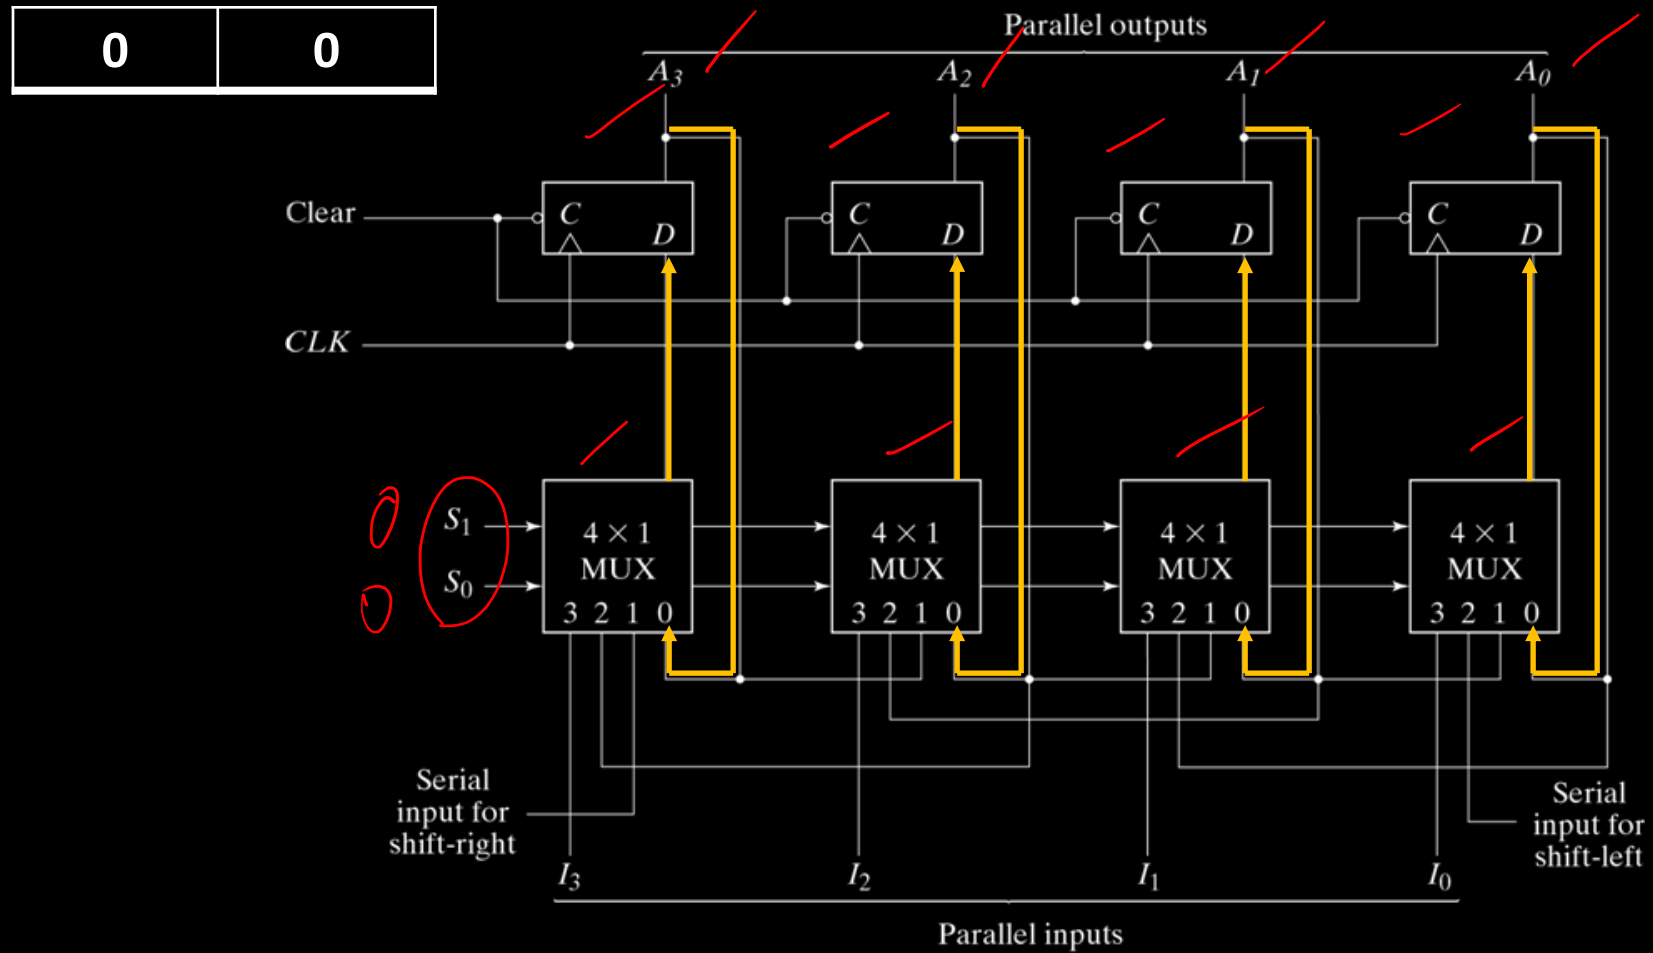 0 0
Parallel outputs
A3 A2 A1 A0
Clear C C C C
D D D D
CLK
0 S1 4 × 1 4 × 1 4 × 1 4 × 1
MUX MUX MUX MUX
0 S0
3 2 1 0 3 2 1 0 3 2 1 0 3 2 1 0
Serial
input for
shift-right
Serial
input for
shift-left
I3 I2 I1 I0
Parallel inputs